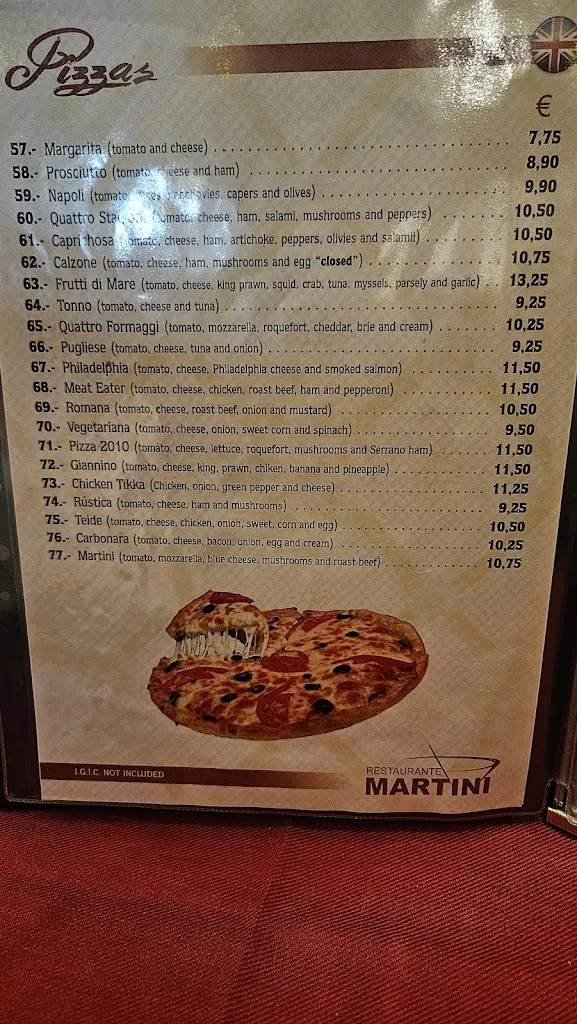 Pizzas
€
57.- Margarita (tomato and cheese) 7,75
58.- Prosciutto (tomato, cheese and ham) 8,90
59.- Napoli (tomato, anchovies, capers and olives) 9,90
60.- Quattro (tomato, cheese, ham, salami, mushrooms and peppers) 10,50
61.- Caprichosa (tomato, cheese, ham, artichoke, peppers, olivies and salamii) 10,50
62.- Calzone (tomato, cheese, ham, mushrooms and egg "closed") 10,75
63.- Frutti di Mare (tomato, cheese, king prawn, squid, crab, tuna, myssels, parsely and garlic) 13,25
64.- Tonno (tomato, cheese and tuna) 9,25
65.- Quattro Formaggi (tomato, mozzarella, roquefort, cheddar, brie and cream) 10,25
66.- Pugliese (tomato, cheese, tuna and onion) 9,25
67.- Philadelphia (tomato, cheese, Philadelphia cheese and smoked salmon) 11,50
68.- Meat Eater (tomato, cheese, chicken, roast beef, ham and pepperoni) 11,50
69.- Romana (tomato, cheese, roast beef, onion and mustard) 10,50
70.- Vegetariana (tomato, cheese, onion, sweet corn and spinach) 9,50
71.- Pizza 2010 (tomato, cheese, lettuce, roquefort, mushrooms and Serrano ham) 11,50
72.- Giannino (tomato, cheese, king, prawn, chiken, banana and pineapple) 11,50
73.- Chicken Tikka (Chicken, onion, green pepper and cheese) 11,25
74.- Rústica (tomato, cheese, ham and mushrooms) 9,25
75.- Teide (tomato, cheese, chicken, onion, sweet, corn and egg) 10,50
76.- Carbonara (tomato, cheese, bacon, onion, egg and cream) 10,25
77.- Martini (tomato, mozzarella, blue cheese, mushrooms and roast beef) 10,75
I.G.I.C. NOT INCLUDED
RESTAURANTE
MARTINI